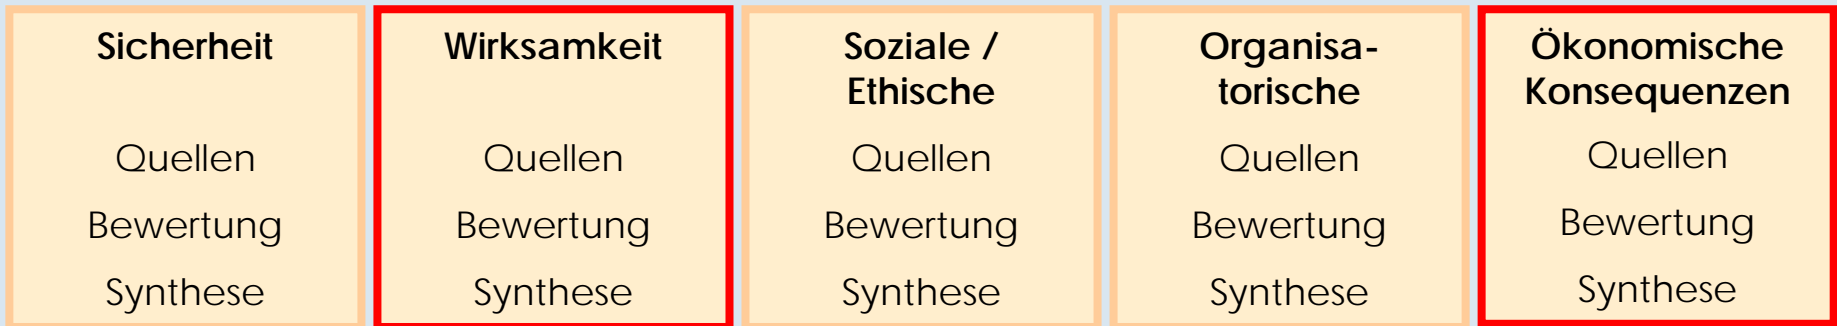 Sicherheit
Quellen
Bewertung
Synthese
Wirksamkeit
Quellen
Bewertung
Synthese
Soziale /
Ethische
Quellen
Bewertung
Synthese
Organisa-
torische
Quellen
Bewertung
Synthese
Ökonomische
Konsequenzen
Quellen
Bewertung
Synthese